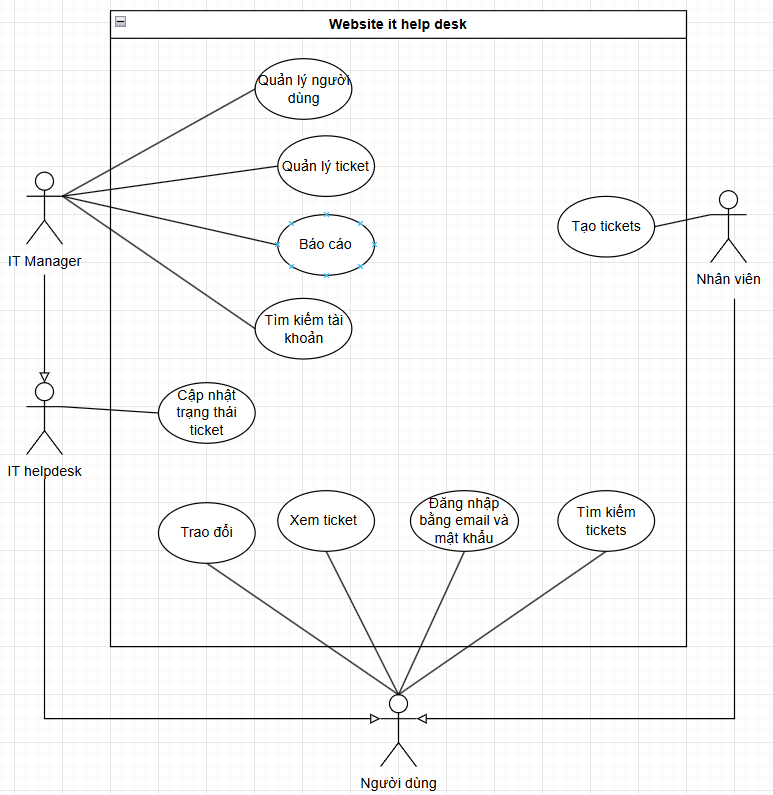 Website it help desk
Quản lý người
dùng
Quản lý ticket
Báo cáo
Tìm kiếm tài
khoản
IT Manager
Tạo tickets
Nhân viên
Cập nhật
trạng thái
ticket
IT helpdesk
Trao đổi
Xem ticket
Đăng nhập
bằng email và
mật khẩu
Tìm kiếm
tickets
Người dùng